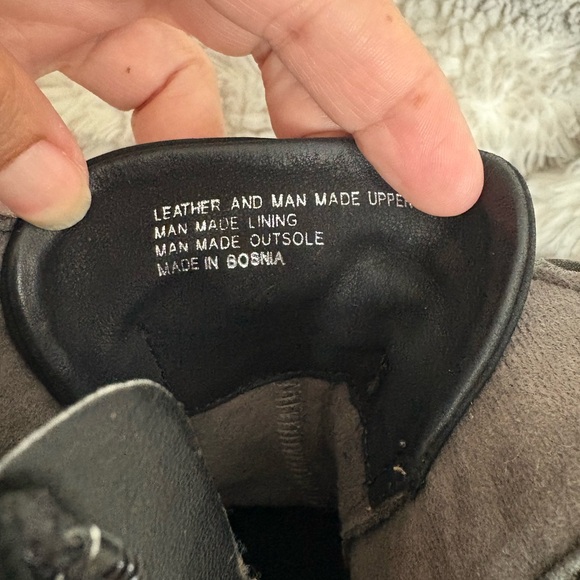 LEATHER AND MAN MADE UPPER
MAN MADE LINING
MAN MADE OUTSOLE
MADE IN BOSNIA